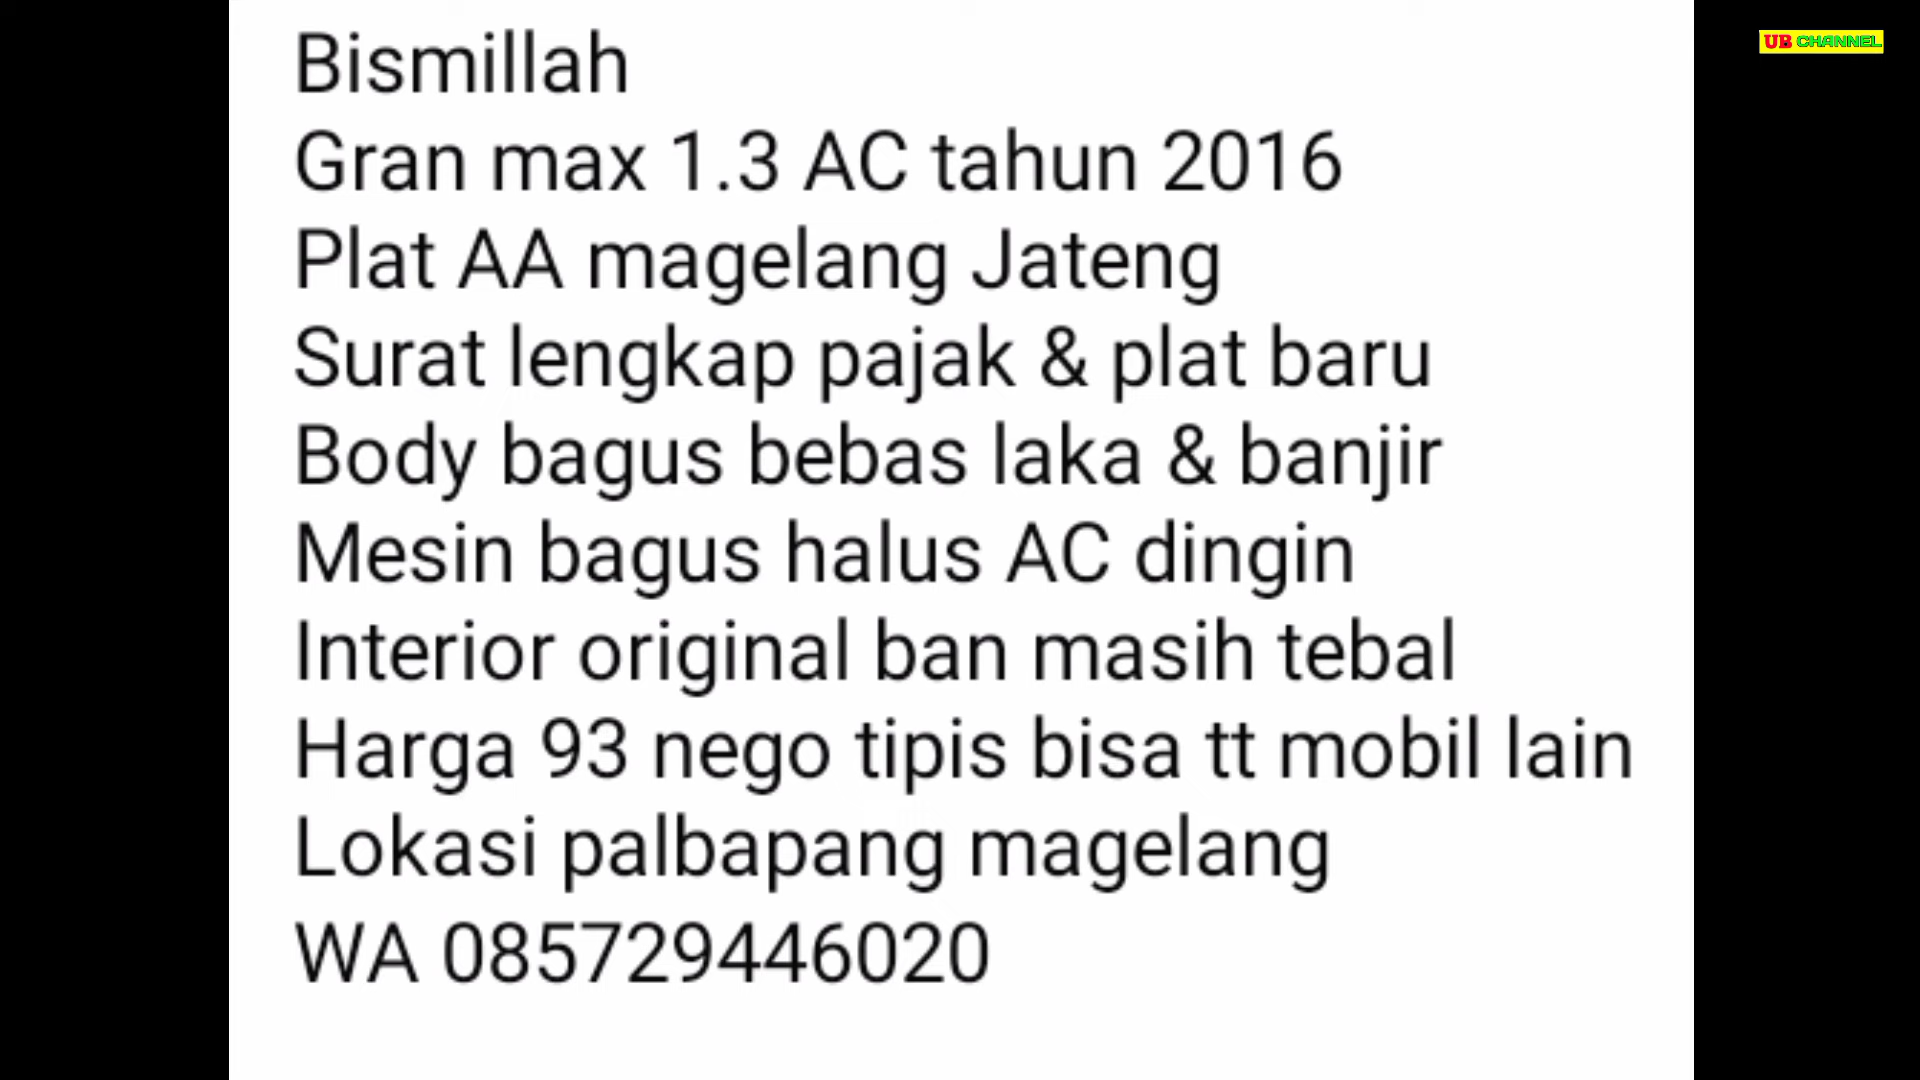 Bismillah
Gran max 1.3 AC tahun 2016
Plat AA magelang Jateng
Surat lengkap pajak & plat baru
Body bagus bebas laka & banjir
Mesin bagus halus AC dingin
Interior original ban masih tebal
Harga 93 nego tipis bisa tt mobil lain
Lokasi palbapang magelang
WA 085729446020
UB CHANNEL